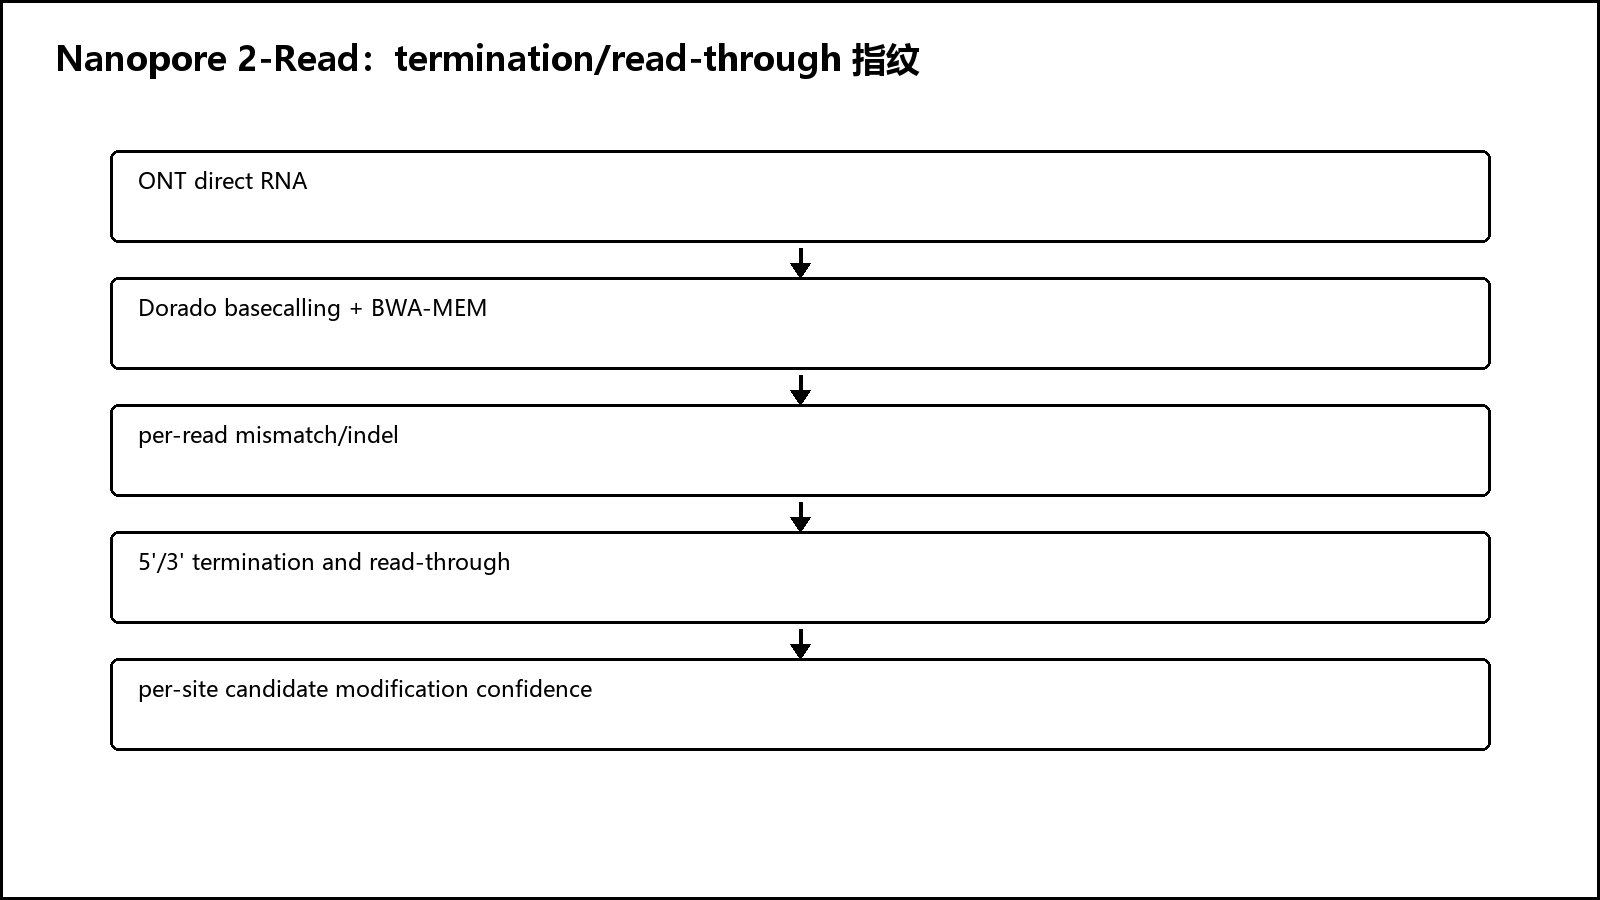 Nanopore 2-Read：termination/read-through 指纹
ONT direct RNA
Dorado basecalling + BWA-MEM
per-read mismatch/indel
5'/3' termination and read-through
per-site candidate modification confidence